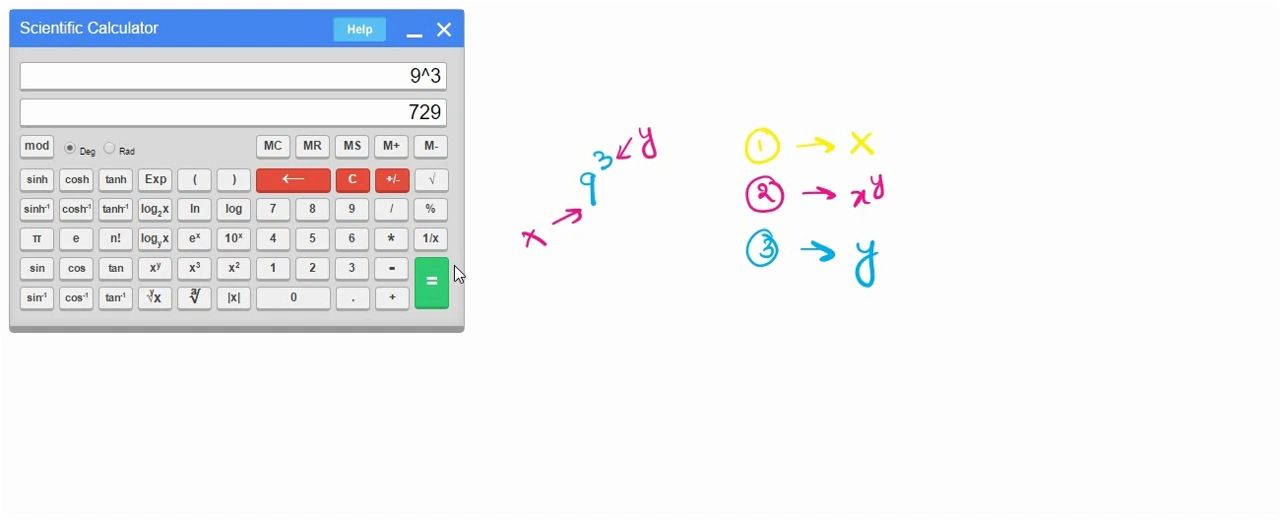 Scientific Calculator Help
9^3
729
mod Deg Rad MC MR MS M+ M-
sinh cosh tanh Exp ( ) ← C +/- √
sinh⁻¹ cosh⁻¹ tanh⁻¹ log₂x ln log 7 8 9 / %
π e n! logᵧx eˣ 10ˣ 4 5 6 * 1/x
sin cos tan xʸ x³ x² 1 2 3 - =
sin⁻¹ cos⁻¹ tan⁻¹ ʸ√x ∛ |x| 0 . +
9³ ← y
x →
① → x
② → xʸ
③ → y